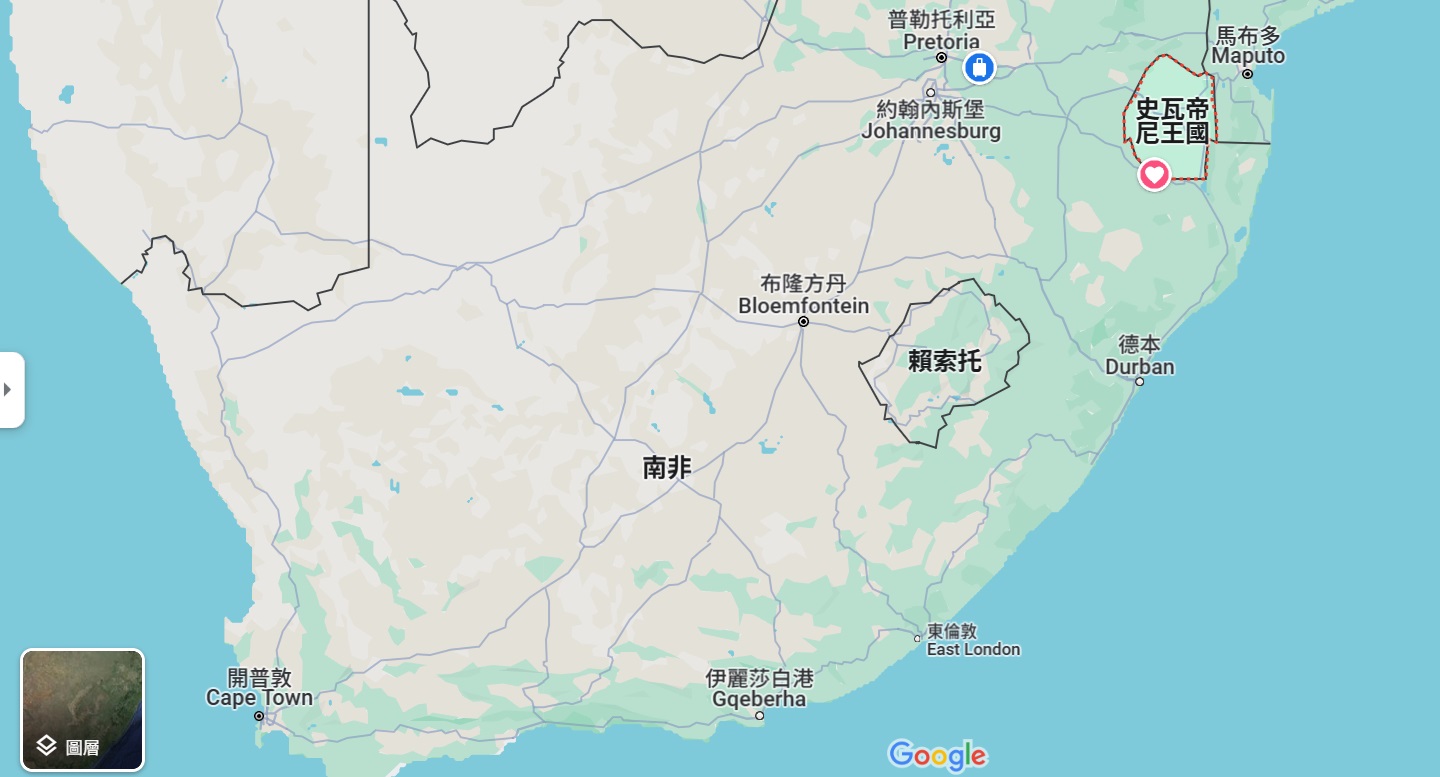 普勒托利亞
Pretoria
馬布多
Maputo
約翰內斯堡
Johannesburg
史瓦帝
尼王國
布隆方丹
Bloemfontein
賴索托
德本
Durban
南非
東倫敦
East London
開普敦
Cape Town
伊麗莎白港
Gqeberha
圖層
Google